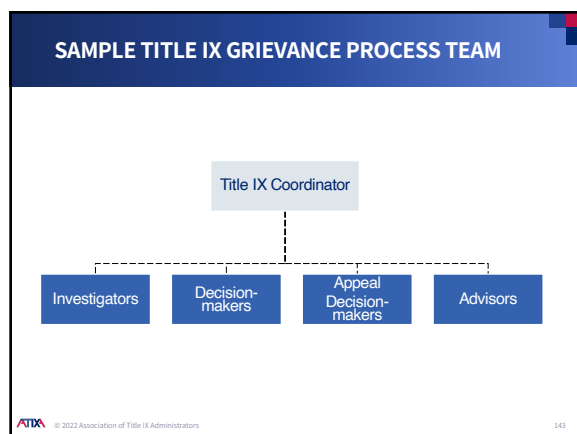 SAMPLE TITLE IX GRIEVANCE PROCESS TEAM
Title IX Coordinator
Investigators
Decision-
makers
Appeal
Decision-
makers
Advisors
ATIXA © 2022 Association of Title IX Administrators
143